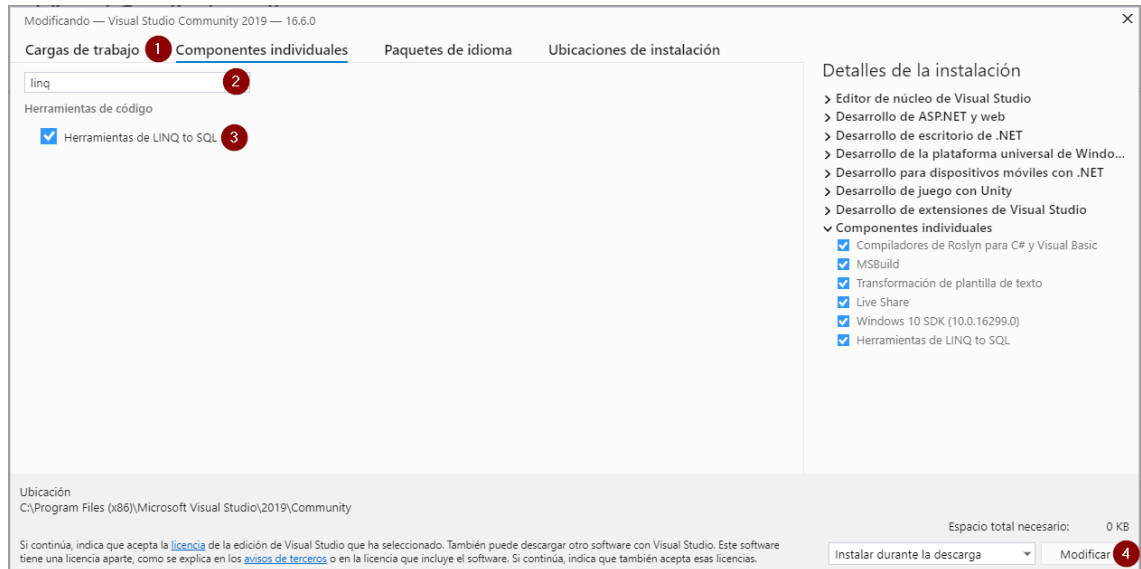 Modificando — Visual Studio Community 2019 — 16.6.0
Cargas de trabajo 1 Componentes individuales Paquetes de idioma Ubicaciones de instalación
linq 2
Herramientas de código
Herramientas de LINQ to SQL 3
Detalles de la instalación
Editor de núcleo de Visual Studio
Desarrollo de ASP.NET y web
Desarrollo de escritorio de .NET
Desarrollo de la plataforma universal de Windo...
Desarrollo para dispositivos móviles con .NET
Desarrollo de juego con Unity
Desarrollo de extensiones de Visual Studio
Componentes individuales
Compiladores de Roslyn para C# y Visual Basic
MSBuild
Transformación de plantilla de texto
Live Share
Windows 10 SDK (10.0.16299.0)
Herramientas de LINQ to SQL
Ubicación
C:\Program Files (x86)\Microsoft Visual Studio\2019\Community
Si continúa, indica que acepta la licencia de la edición de Visual Studio que ha seleccionado. También puede descargar otro software con Visual Studio. Este software
tiene una licencia aparte, como se explica en los avisos de terceros o en la licencia que incluye el software. Si continúa, indica que también acepta esas licencias.
Espacio total necesario: 0 KB
Instalar durante la descarga Modificar 4